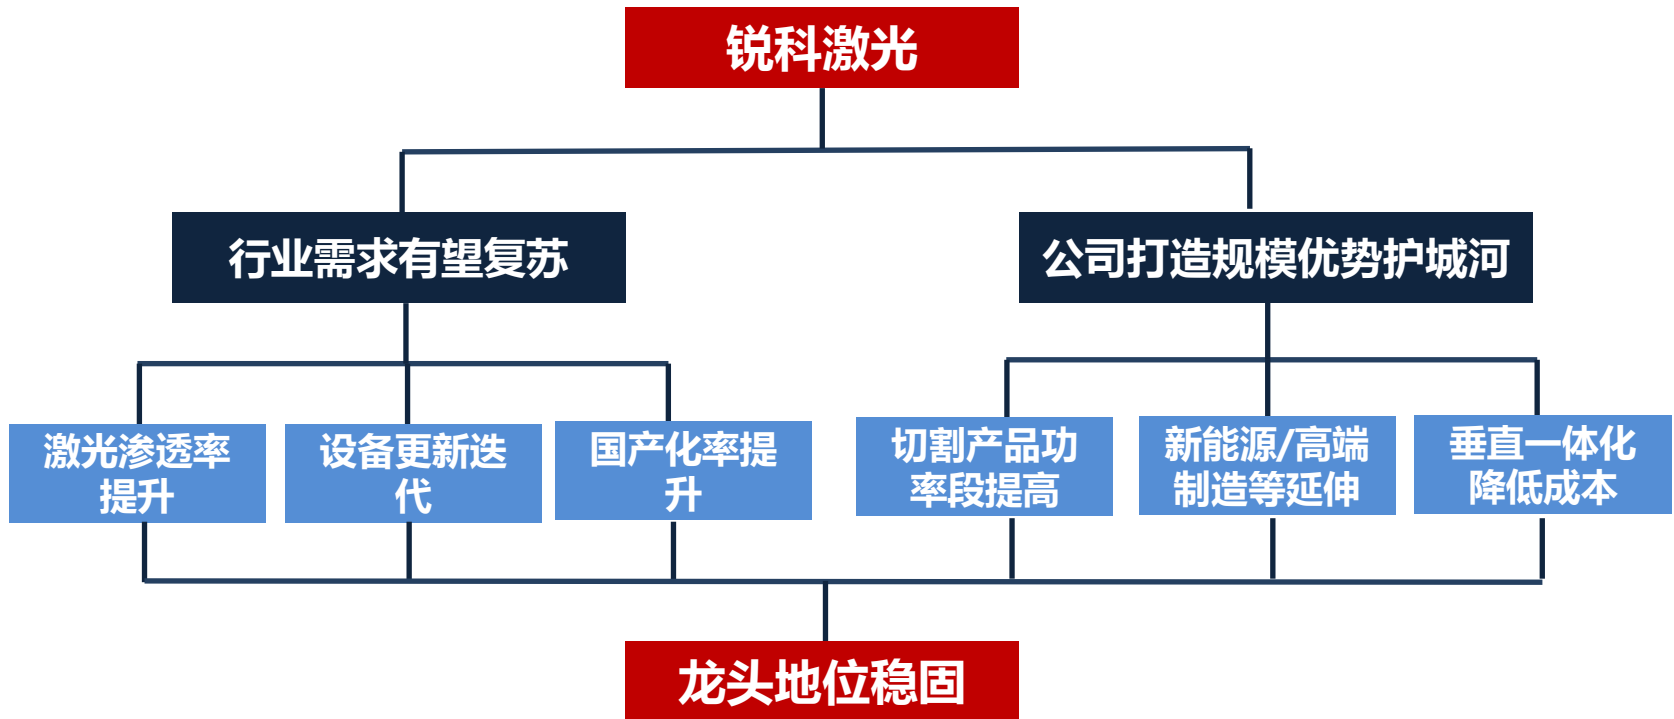 锐科激光
行业需求有望复苏
公司打造规模优势护城河
激光渗透率
提升
设备更新迭
代
国产化率提
升
切割产品功
率段提高
新能源/高端
制造等延伸
垂直一体化
降低成本
龙头地位稳固